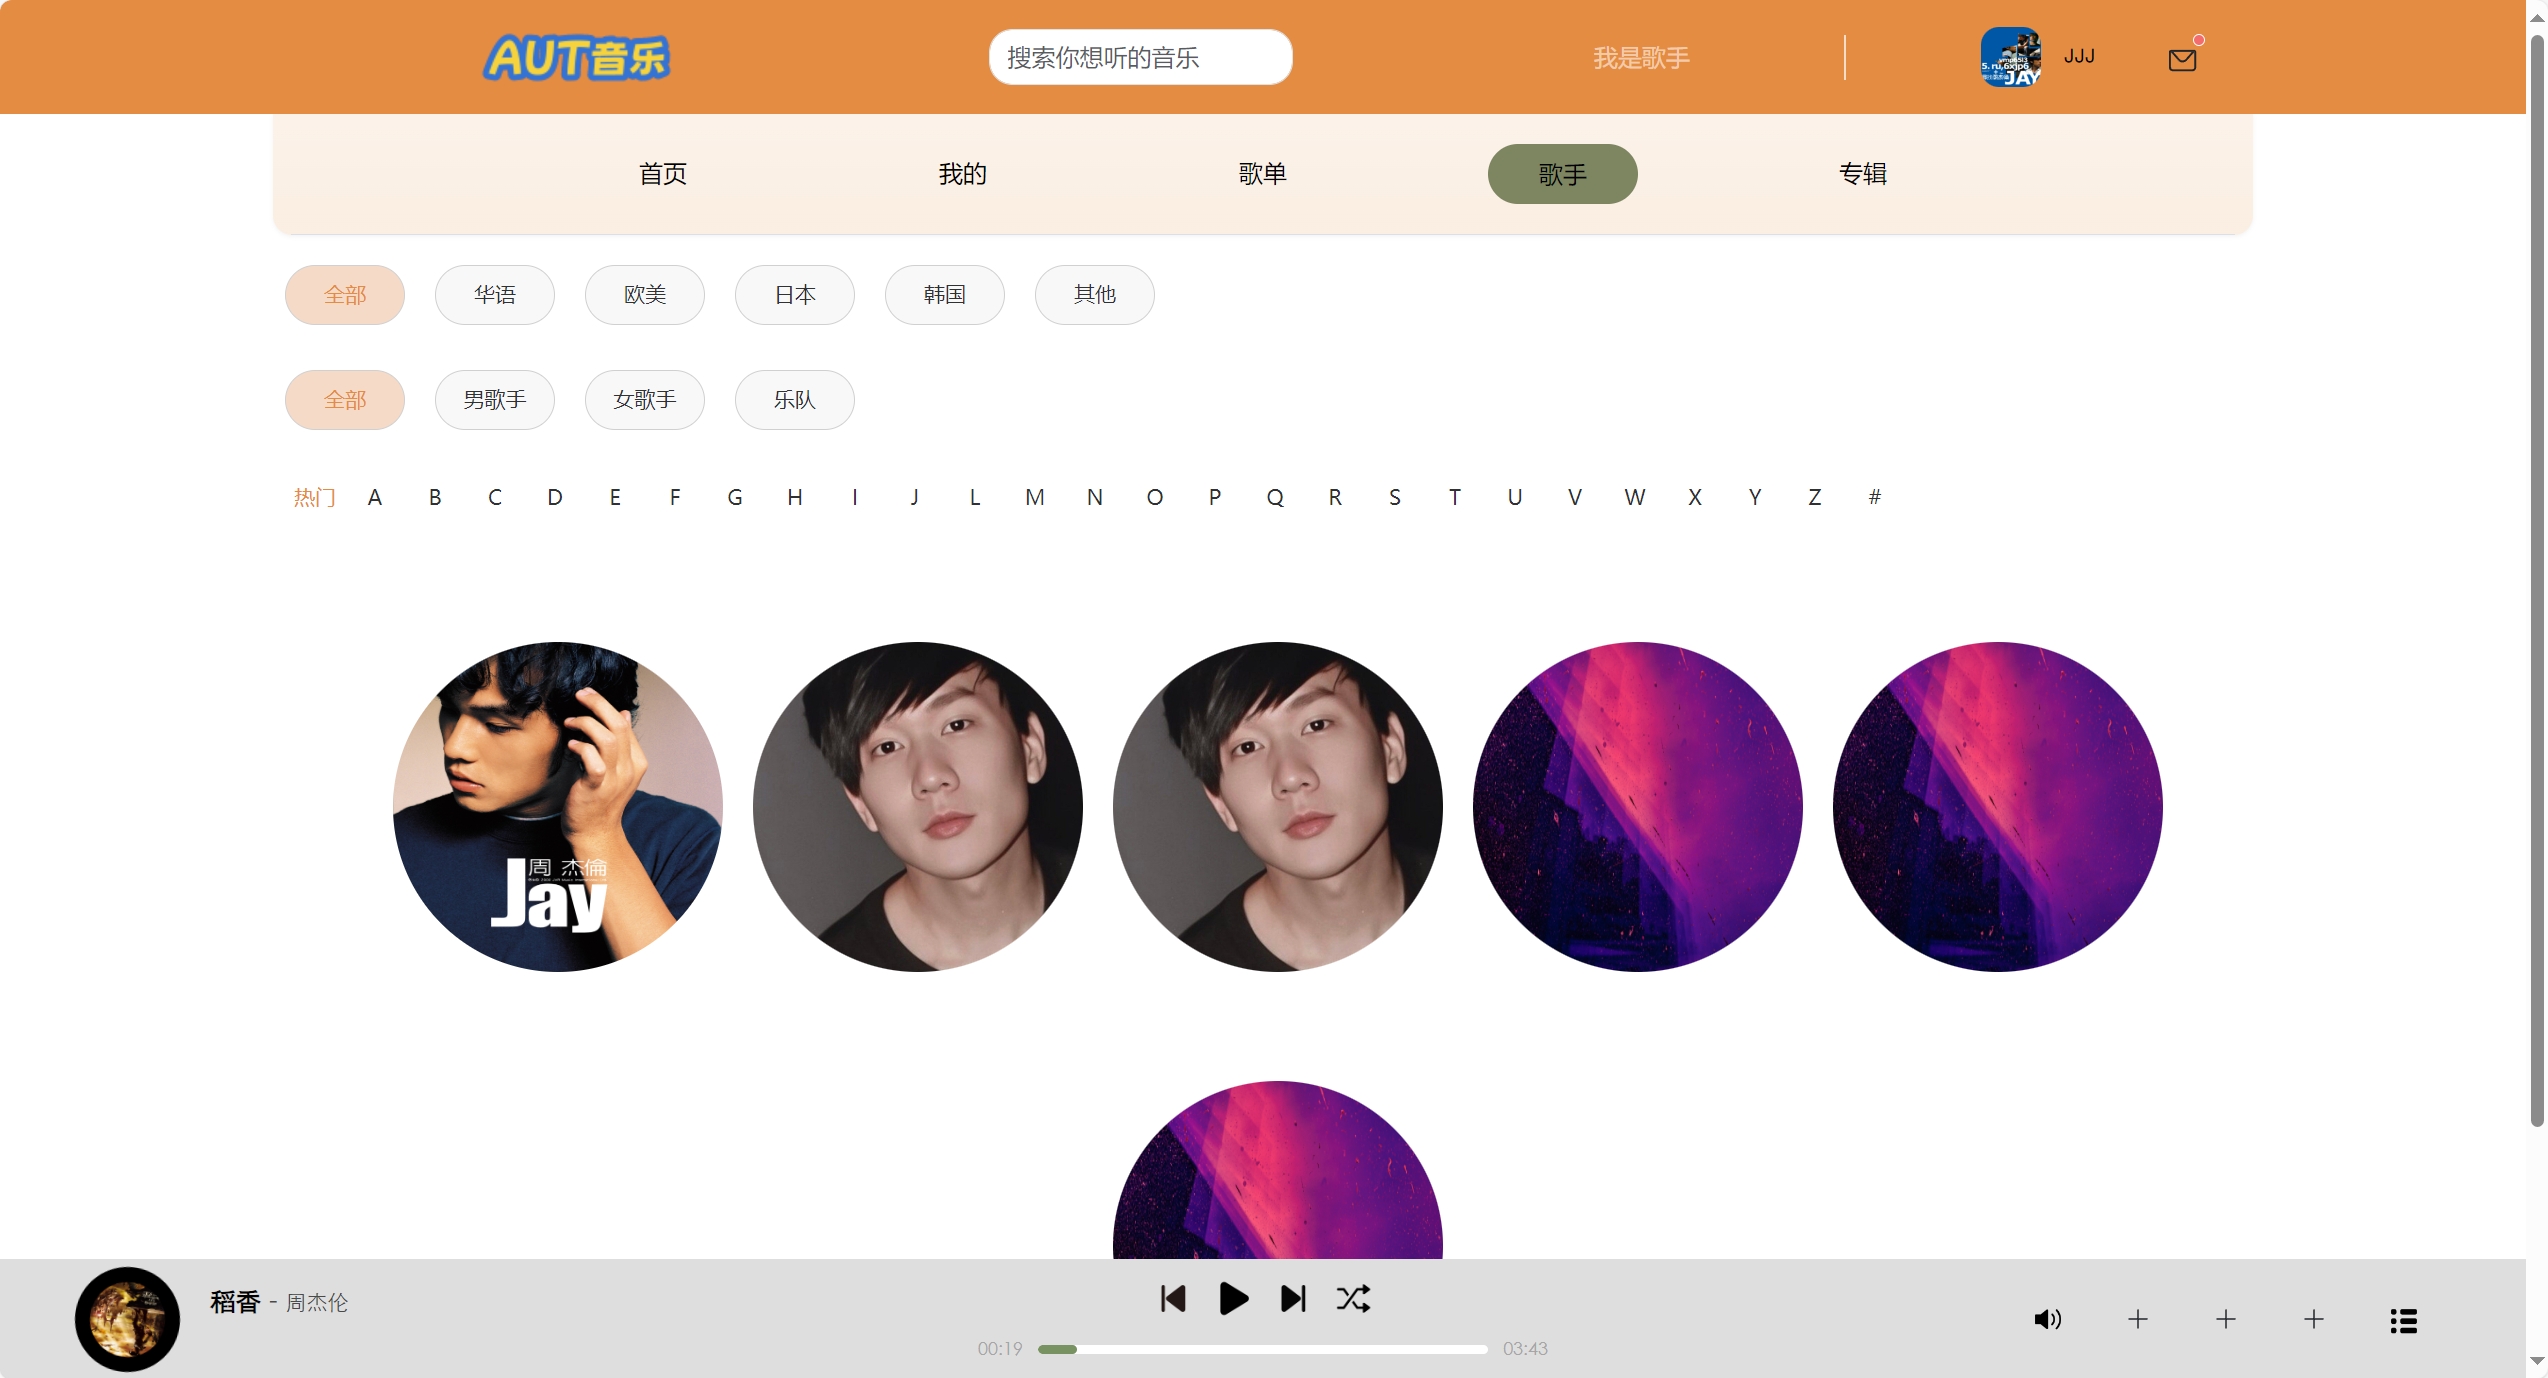 AUT音乐
搜索你想听的音乐
我是歌手
JJJ
首页 我的 歌单 歌手 专辑
全部 华语 欧美 日本 韩国 其他
全部 男歌手 女歌手 乐队
热门 A B C D E F G H I J L M N O P Q R S T U V W X Y Z #
周 杰倫
Jay
稻香 - 周杰伦
00:19
03:43